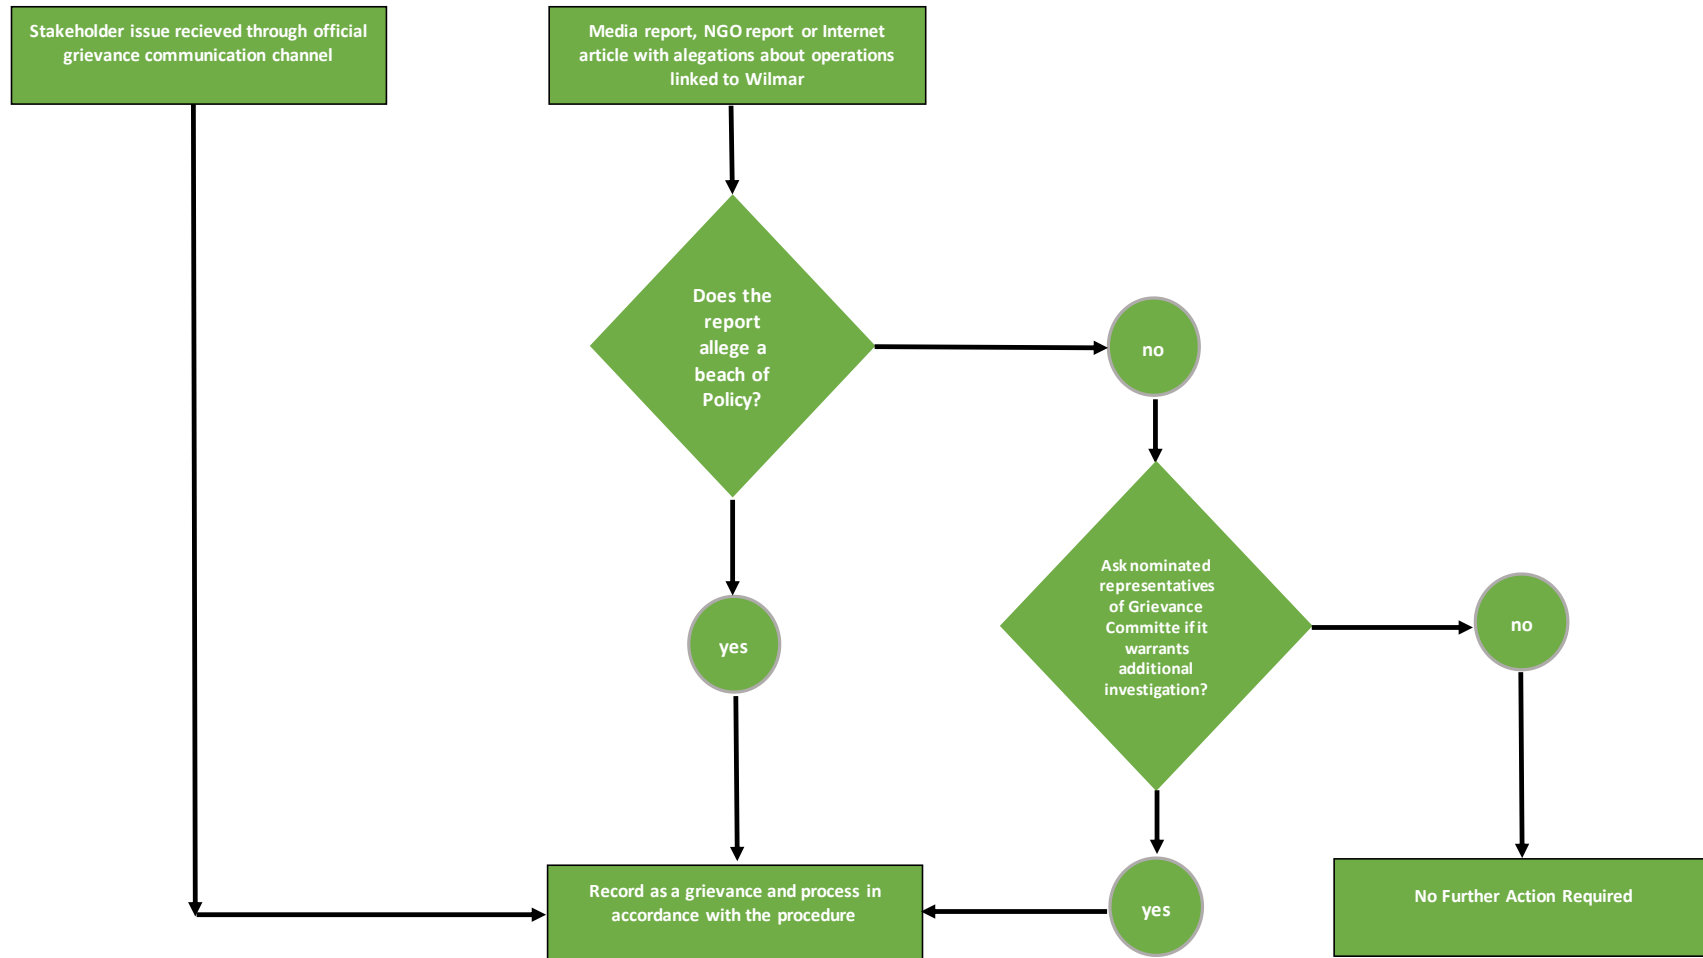 Stakeholder issue recieved through official
grievance communication channel
Media report, NGO report or Internet
article with alegations about operations
linked to Wilmar
Does the
report
allege a
beach of
Policy?
no
Ask nominated
representatives
of Grievance
Committe if it
warrants
additional
investigation?
no
yes
Record as a grievance and process in
accordance with the procedure
yes
No Further Action Required